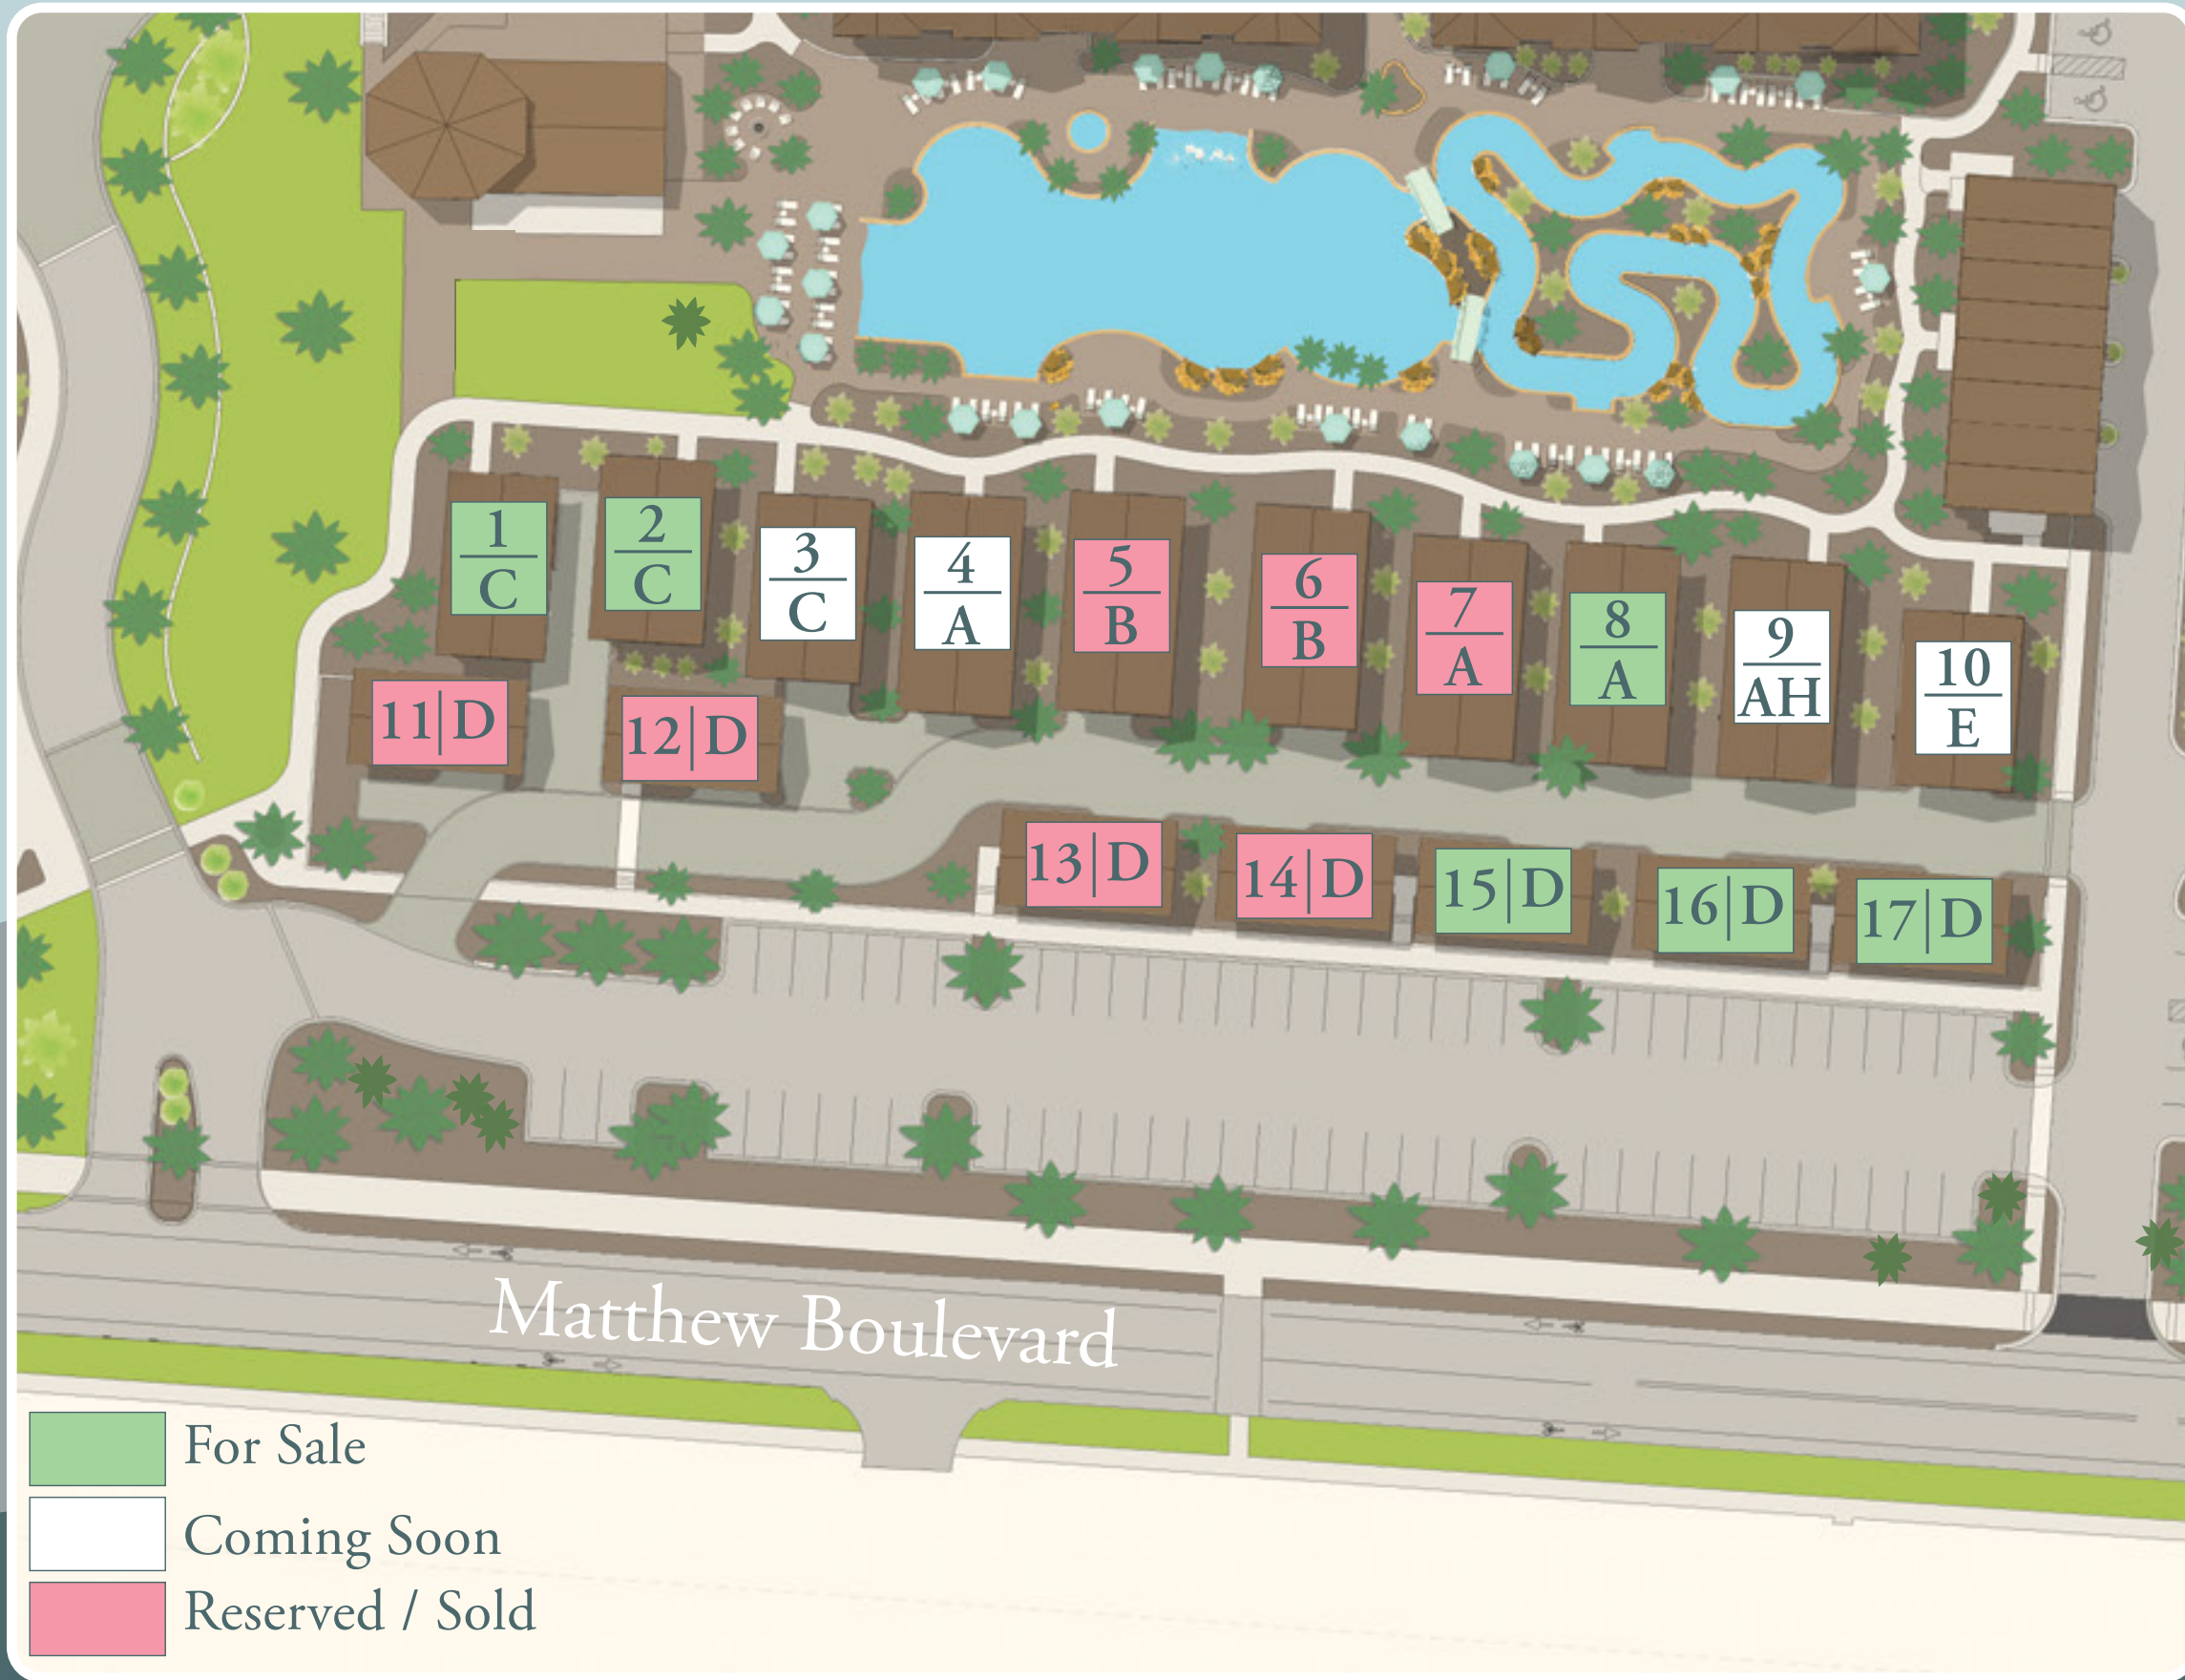 1
C
2
C
3
C
4
A
5
B
6
B
7
A
8
A
9
AH
10
E
11|D
12|D
13|D
14|D
15|D
16|D
17|D
Matthew Boulevard
For Sale
Coming Soon
Reserved / Sold